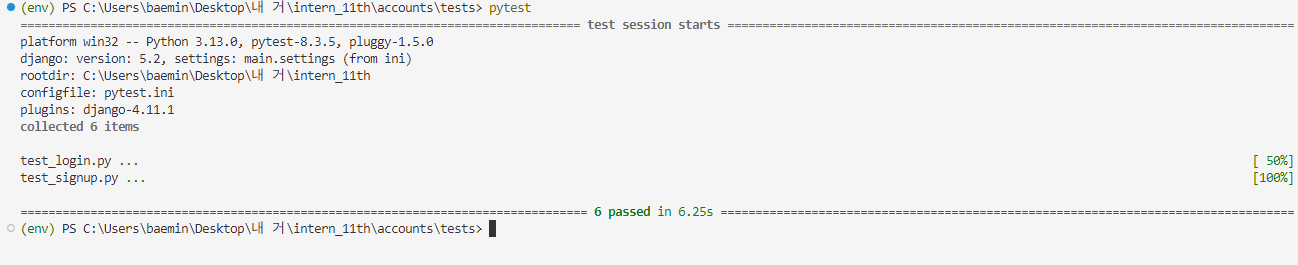 (env) PS C:\Users\baemin\Desktop\내 거\intern_11th\accounts\tests> pytest
================================================================================ test session starts =================================================================================
platform win32 -- Python 3.13.0, pytest-8.3.5, pluggy-1.5.0
django: version: 5.2, settings: main.settings (from ini)
rootdir: C:\Users\baemin\Desktop\내 거\intern_11th
configfile: pytest.ini
plugins: django-4.11.1
collected 6 items
test_login.py ... [ 50%]
test_signup.py ... [100%]
================================================================================= 6 passed in 6.25s ==================================================================================
(env) PS C:\Users\baemin\Desktop\내 거\intern_11th\accounts\tests>